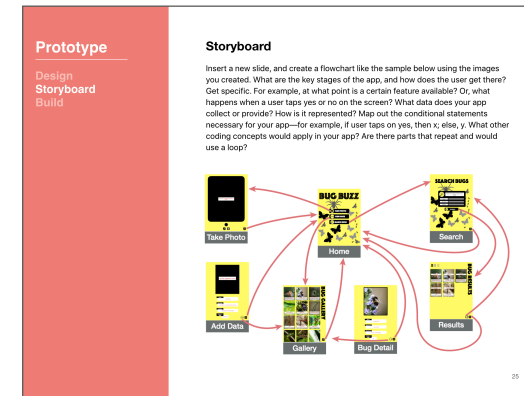 Prototype
Design
Storyboard
Build
Storyboard
Insert a new slide, and create a flowchart like the sample below using the images
you created. What are the key stages of the app, and how does the user get there?
Get specific. For example, at what point is a certain feature available? Or, what
happens when a user taps yes or no on the screen? What data does your app
collect or provide? How is it represented? Map out the conditional statements
necessary for your app—for example, if user taps on yes, then x; else, y. What other
coding concepts would apply in your app? Are there parts that repeat and would
use a loop?
Take Photo
BUG BUZZ
Home
SEARCH BUGS
Search
Add Data
BUG GALLERY
Gallery
Bug Detail
BUG RESULTS
Results
25